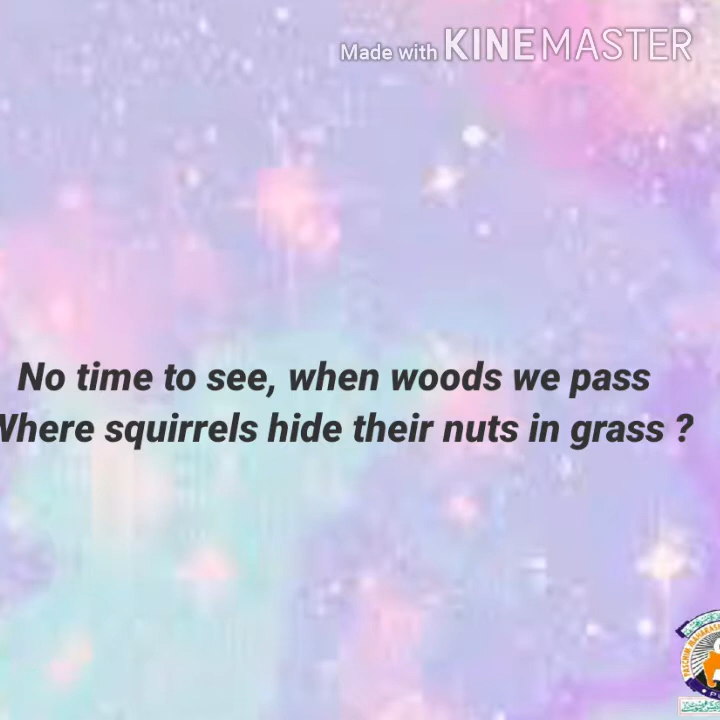 Made with KINEMASTER
No time to see, when woods we pass
Where squirrels hide their nuts in grass ?